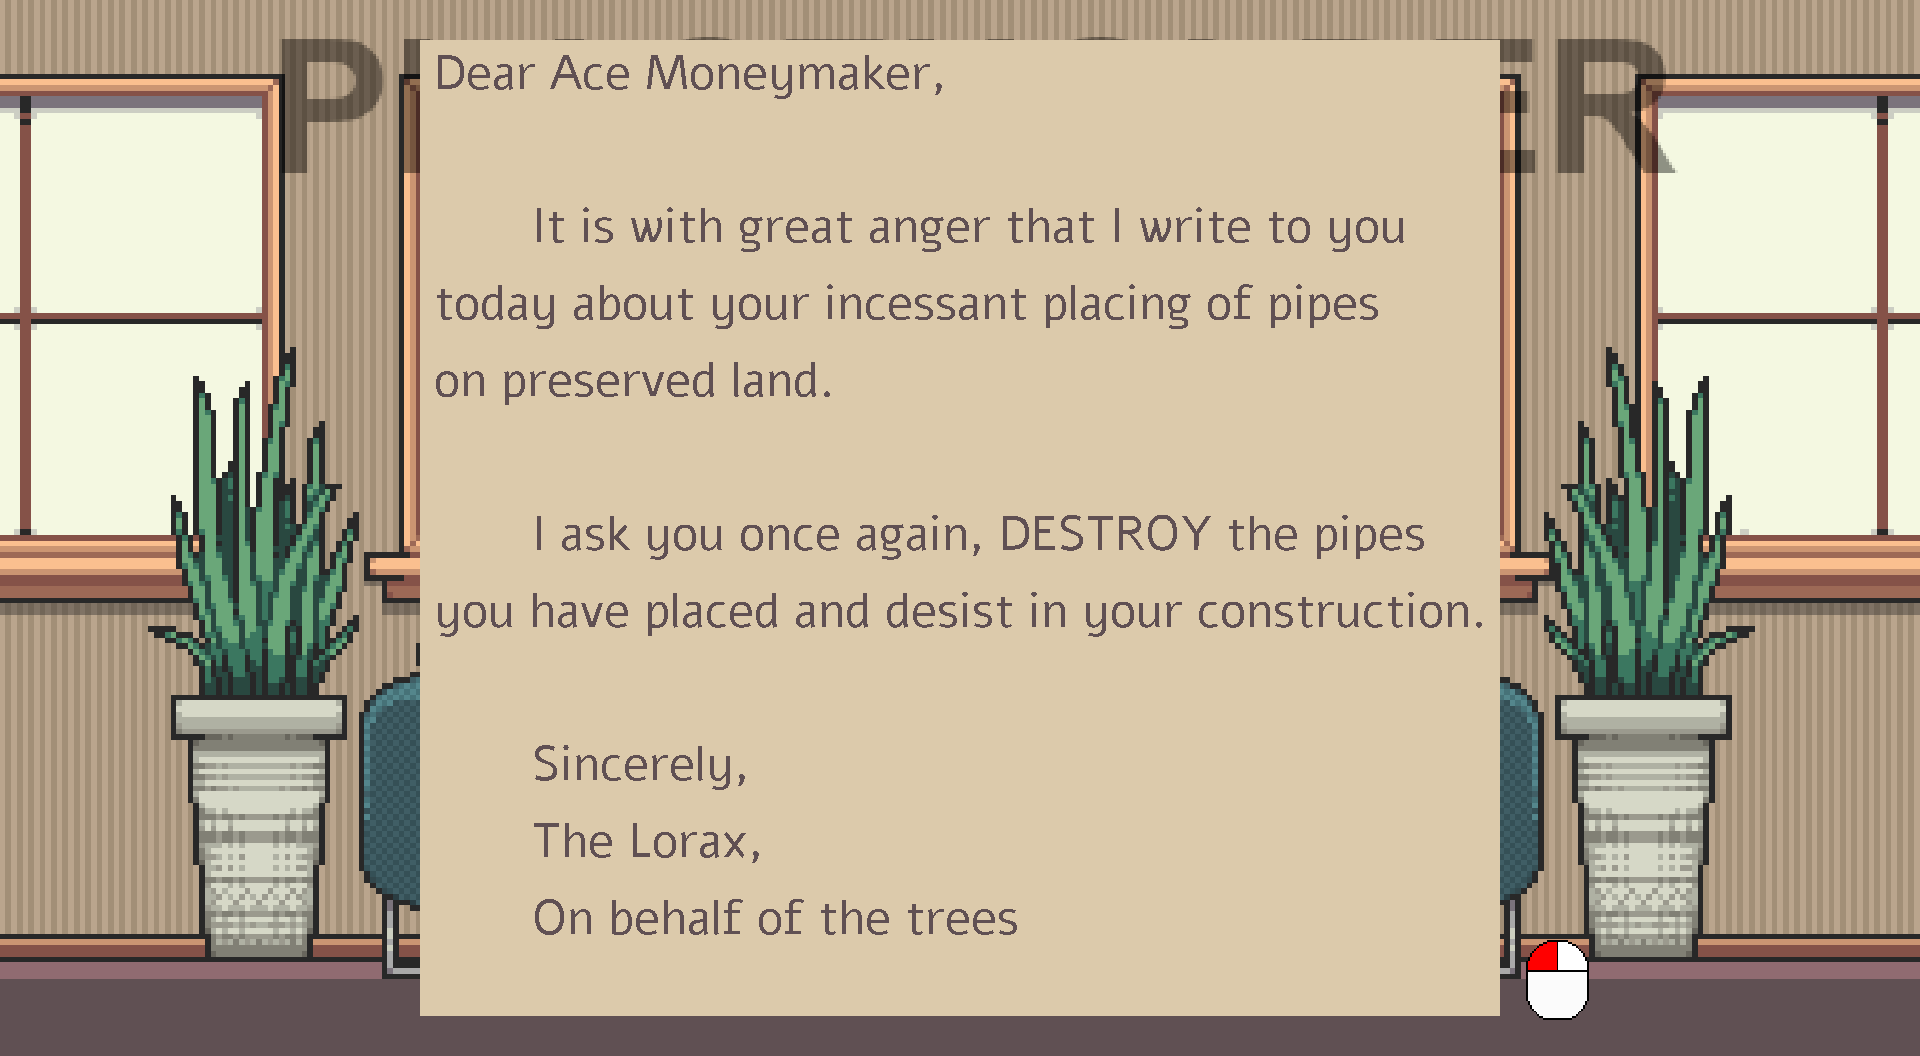 Dear Ace Moneymaker,
It is with great anger that I write to you
today about your incessant placing of pipes
on preserved land.
I ask you once again, DESTROY the pipes
you have placed and desist in your construction.
Sincerely,
The Lorax,
On behalf of the trees